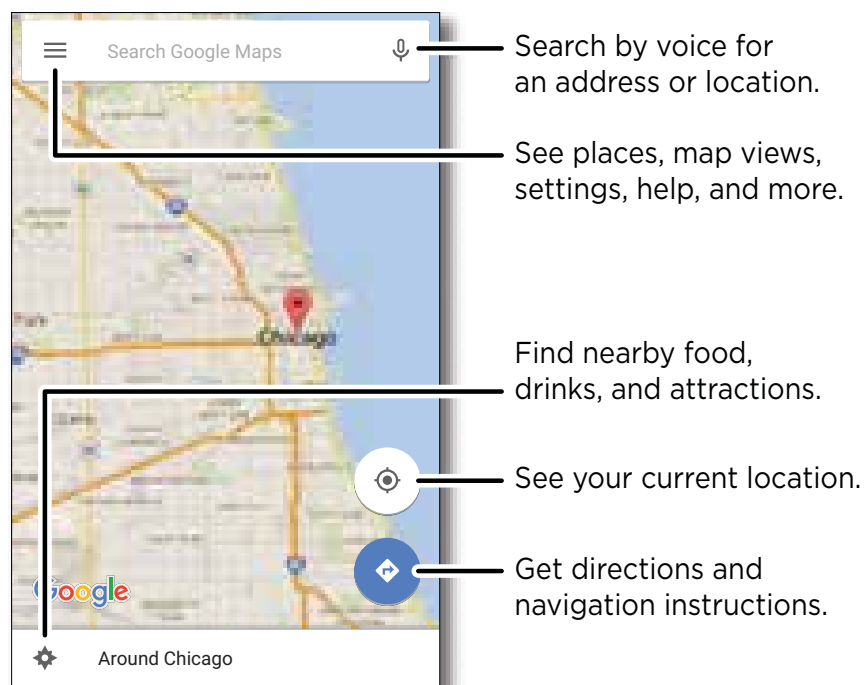 Search Google Maps
Search by voice for
an address or location.
See places, map views,
settings, help, and more.
Chicago
Find nearby food,
drinks, and attractions.
See your current location.
Get directions and
navigation instructions.
Google
Around Chicago